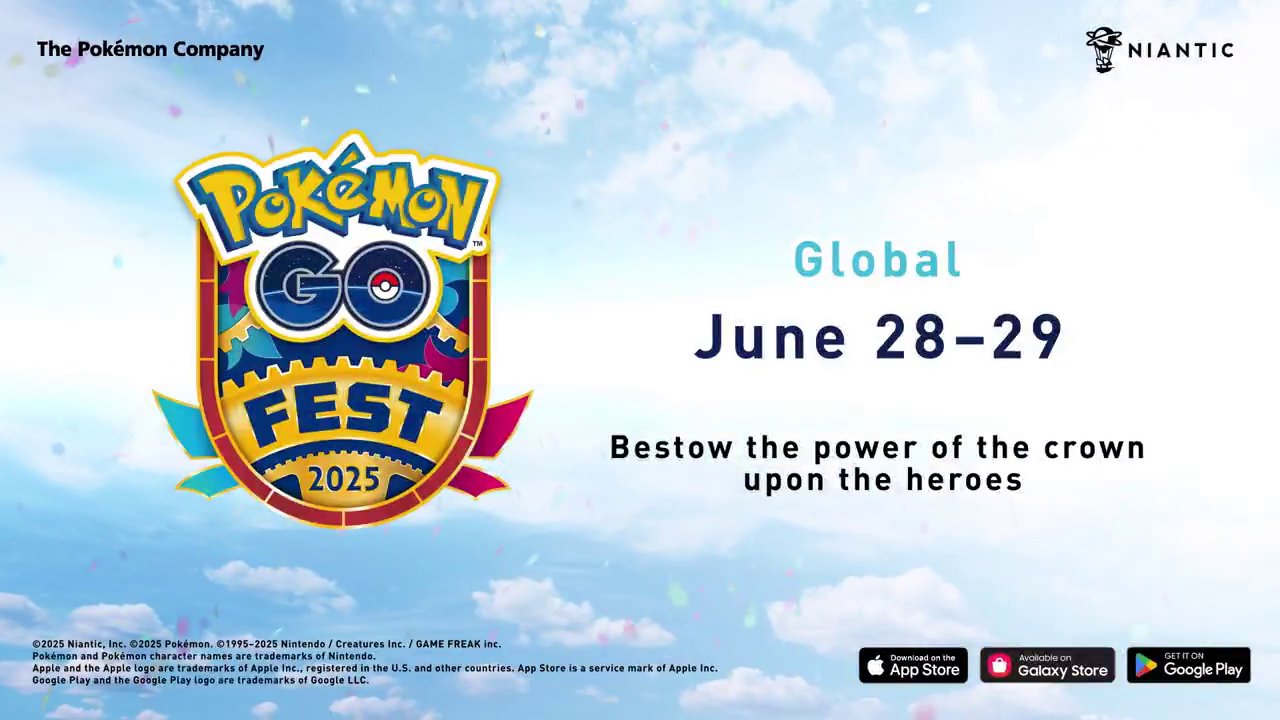 The Pokémon Company
NIANTIC
POKéMON
TM
GO
FEST
2025
Global
June 28–29
Bestow the power of the crown
upon the heroes
©2025 Niantic, Inc. ©2025 Pokémon. ©1995–2025 Nintendo / Creatures Inc. / GAME FREAK inc.
Pokémon and Pokémon character names are trademarks of Nintendo.
Apple and the Apple logo are trademarks of Apple Inc., registered in the U.S. and other countries. App Store is a service mark of Apple Inc.
Google Play and the Google Play logo are trademarks of Google LLC.
Download on the
App Store
Available on
Galaxy Store
GET IT ON
Google Play